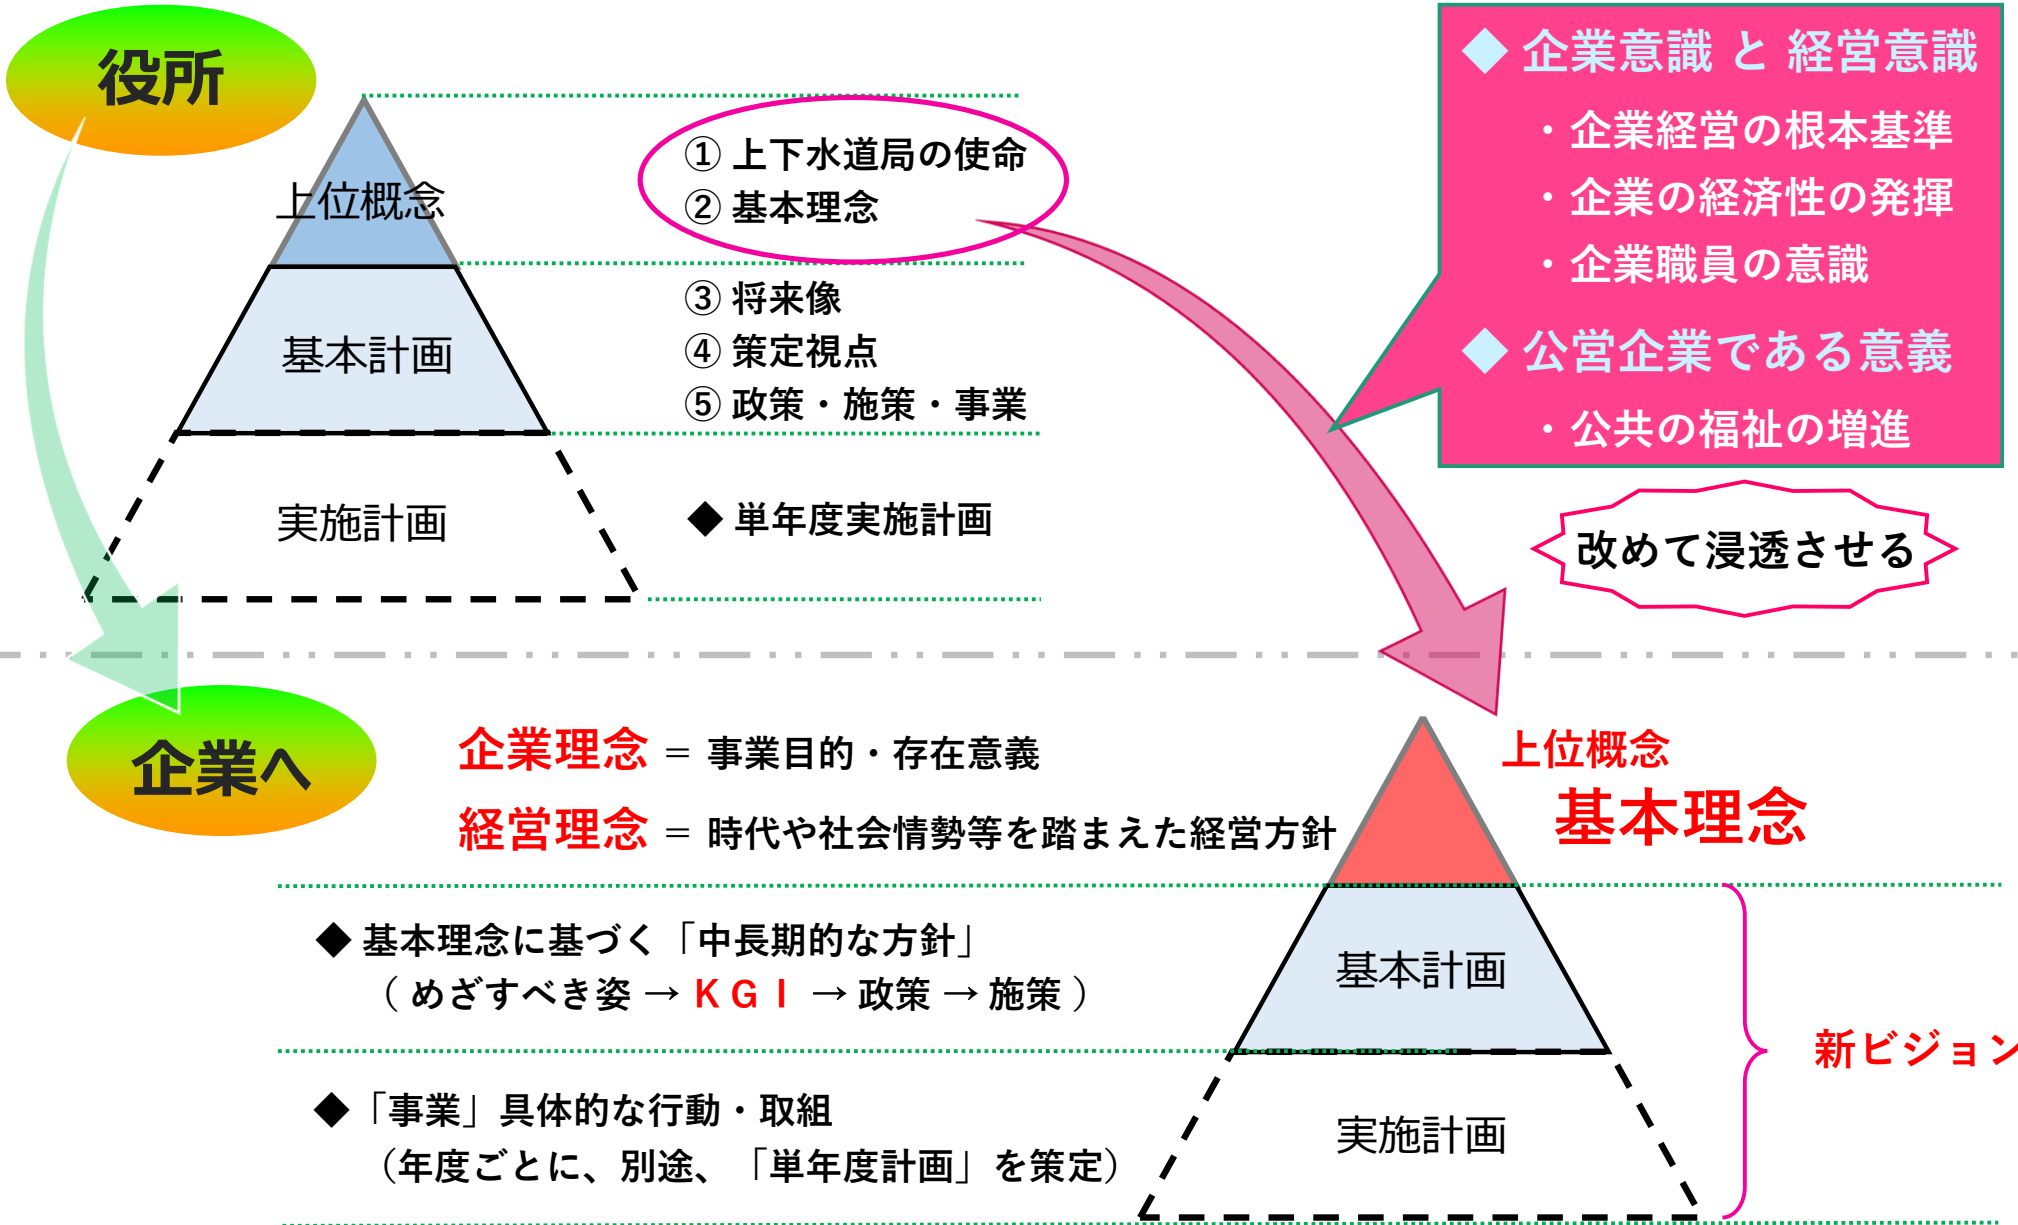 役所
上位概念
基本計画
実施計画
① 上下水道局の使命
② 基本理念
③ 将来像
④ 策定視点
⑤ 政策・施策・事業
◆ 単年度実施計画
◆ 企業意識 と 経営意識
・企業経営の根本基準
・企業の経済性の発揮
・企業職員の意識
◆ 公営企業である意義
・公共の福祉の増進
改めて浸透させる
企業へ
企業理念 ＝ 事業目的・存在意義
経営理念 ＝ 時代や社会情勢等を踏まえた経営方針
上位概念
基本理念
◆ 基本理念に基づく「中長期的な方針」
（ めざすべき姿 → ＫＧＩ → 政策 → 施策 ）
基本計画
新ビジョン
◆「事業」具体的な行動・取組
（年度ごとに、別途、「単年度計画」を策定）
実施計画